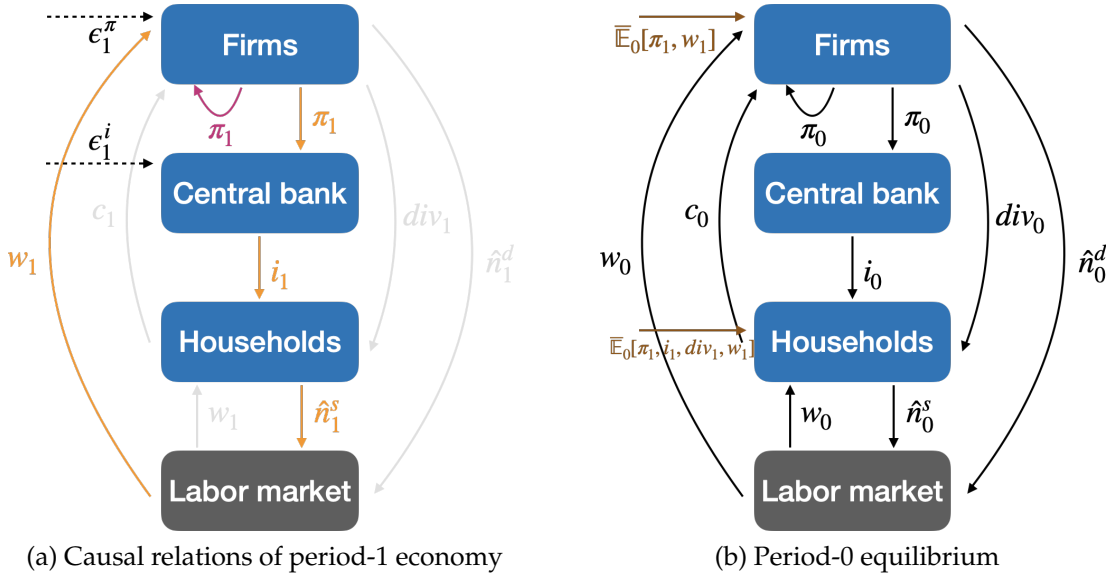 ϵ₁^π
Firms
π₁
π₁
ϵ₁^i
Central bank
c₁
div₁
w₁
n̂₁^d
i₁
Households
w₁
n̂₁^s
Labor market
(a) Causal relations of period-1 economy
𝔼̅₀[π₁, w₁]
Firms
π₀
π₀
Central bank
c₀
div₀
w₀
n̂₀^d
i₀
Households
𝔼̅₀[π₁, i₁, div₁, w₁]
w₀
n̂₀^s
Labor market
(b) Period-0 equilibrium